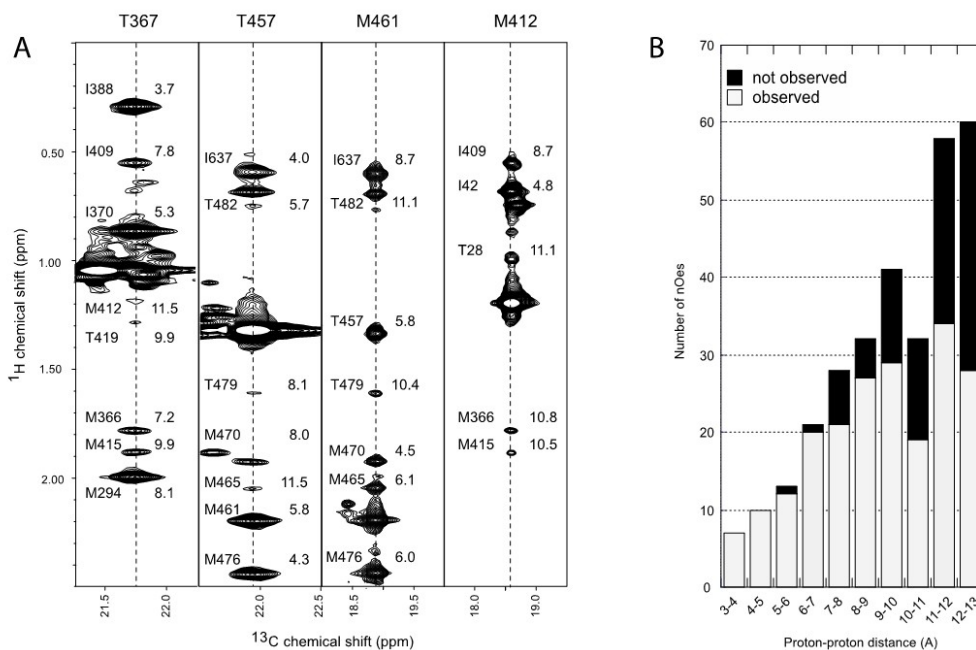 A
T367
T457
M461
M412
I388 3.7
I409 7.8
I370 5.3
M412 11.5
T419 9.9
M366 7.2
M415 9.9
M294 8.1
I637 4.0
T482 5.7
T479 8.1
M470 8.0
M465 11.5
M461 5.8
M476 4.3
I637 8.7
T482 11.1
T457 5.8
T479 10.4
M470 4.5
M465 6.1
M476 6.0
I409 8.7
I42 4.8
T28 11.1
M366 10.8
M415 10.5
0.50
1.00
1.50
2.00
1H chemical shift (ppm)
21.5 22.0 22.0 22.5 18.5 19.0 18.0 19.0
13C chemical shift (ppm)
B
not observed
observed
70
60
50
40
30
20
10
0
Number of nOes
3-4 4-5 5-6 6-7 7-8 8-9 9-10 10-11 11-12 12-13
Proton-proton distance (A)